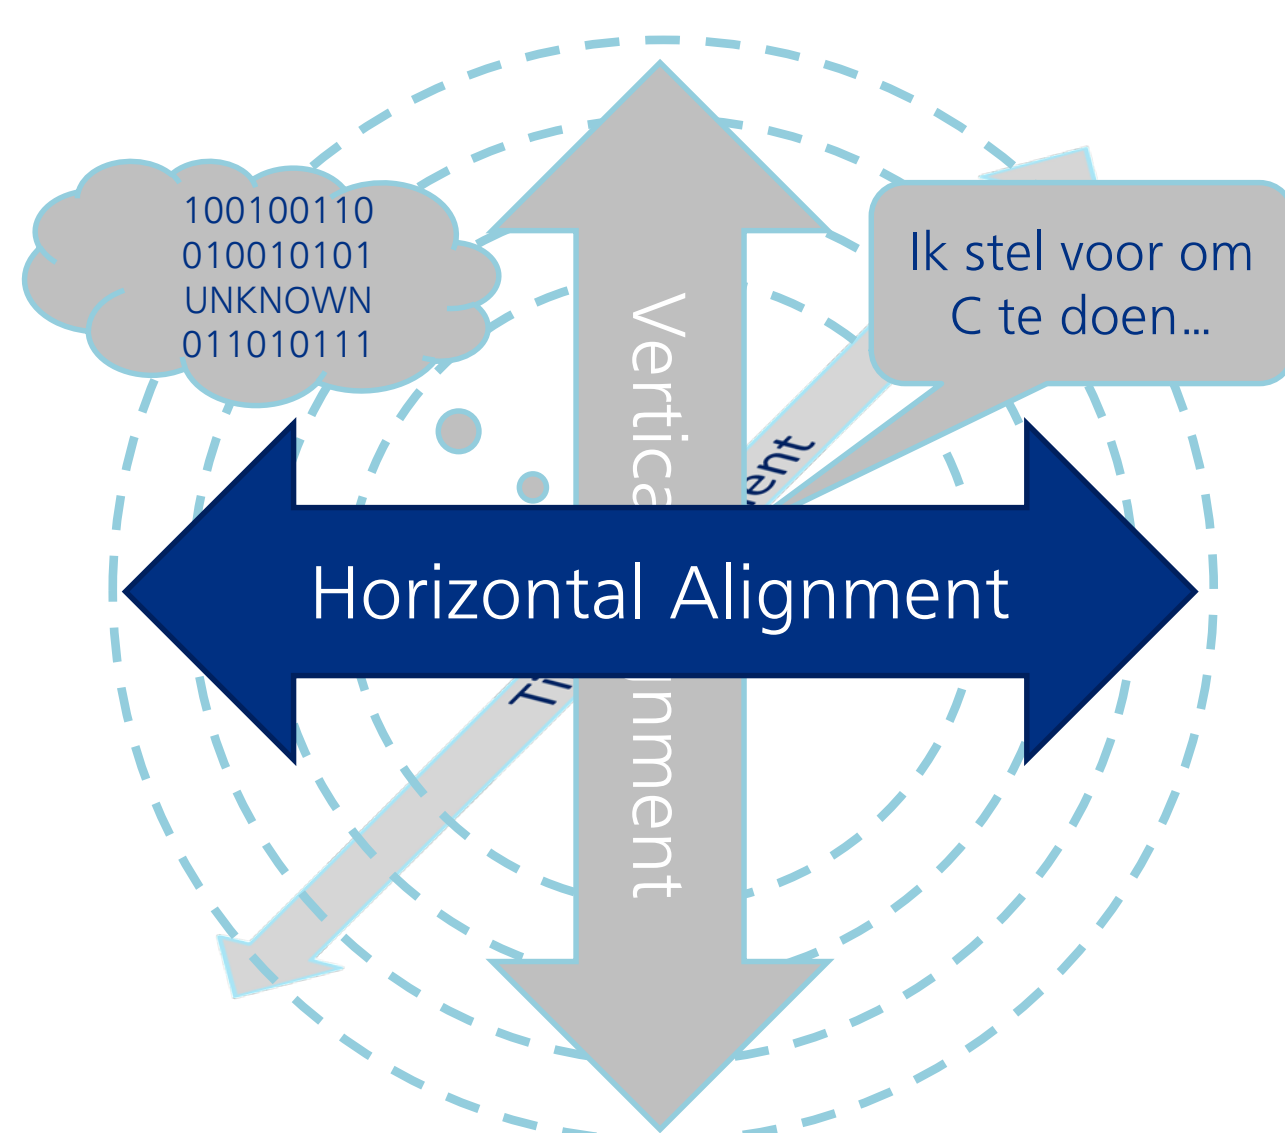 100100110
010010101
UNKNOWN
011010111
Ik stel voor om
C te doen...
Horizontal Alignment